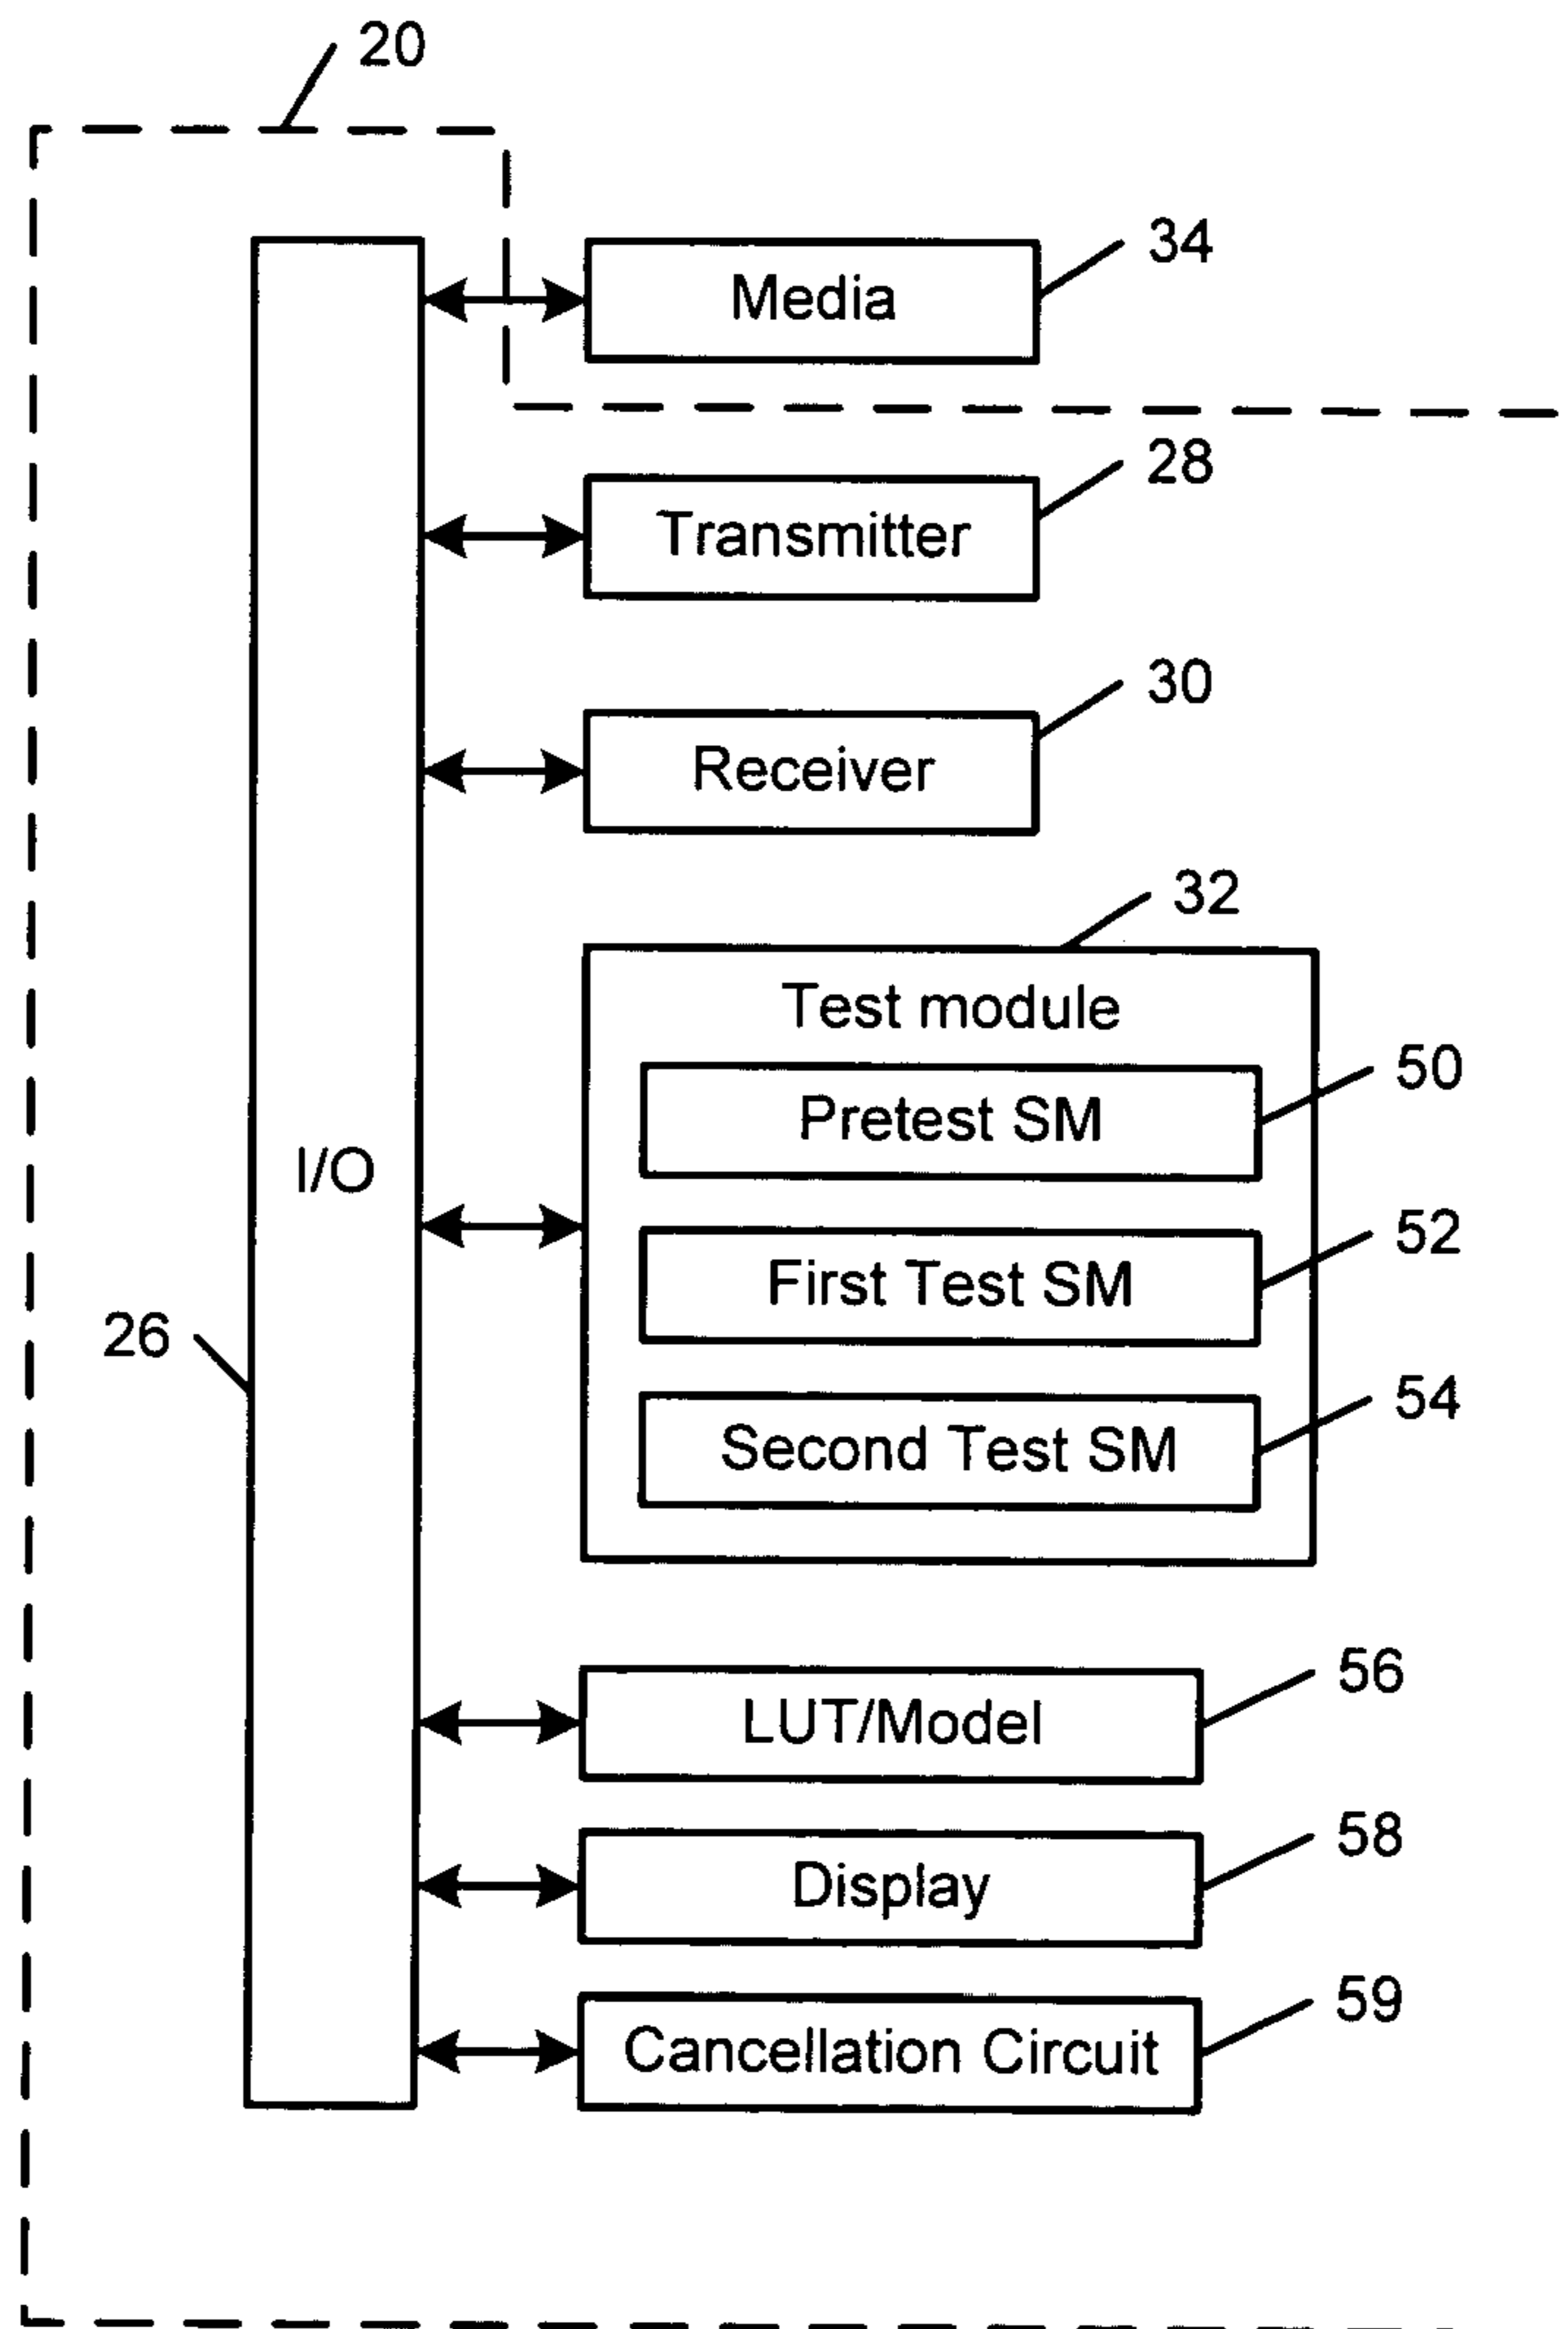 20
Media
34
Transmitter
28
Receiver
30
32
Test module
Pretest SM
50
I/O
First Test SM
52
26
Second Test SM
54
LUT/Model
56
Display
58
Cancellation Circuit
59